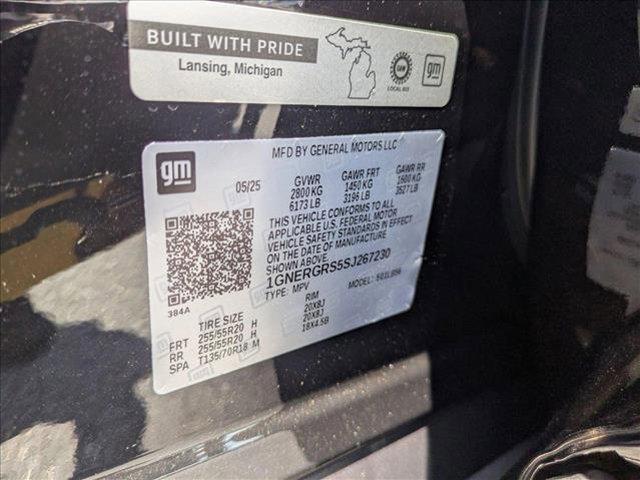 BUILT WITH PRIDE
Lansing, Michigan
LOCAL 602
gm
gm
MFD BY GENERAL MOTORS LLC
05/25
GVWR GAWR FRT GAWR RR
2800 KG 1450 KG 1600 KG
6173 LB 3196 LB 3527 LB
THIS VEHICLE CONFORMS TO ALL
APPLICABLE U.S. FEDERAL MOTOR
VEHICLE SAFETY STANDARDS IN EFFECT
ON THE DATE OF MANUFACTURE
SHOWN ABOVE.
1GNERGRS5SJ267230
TYPE: MPV MODEL:
384A
TIRE SIZE RIM
FRT 255/55R20 H 20X8J
RR 255/55R20 H 20X8J
SPA T135/70R18 M 18X4.5B